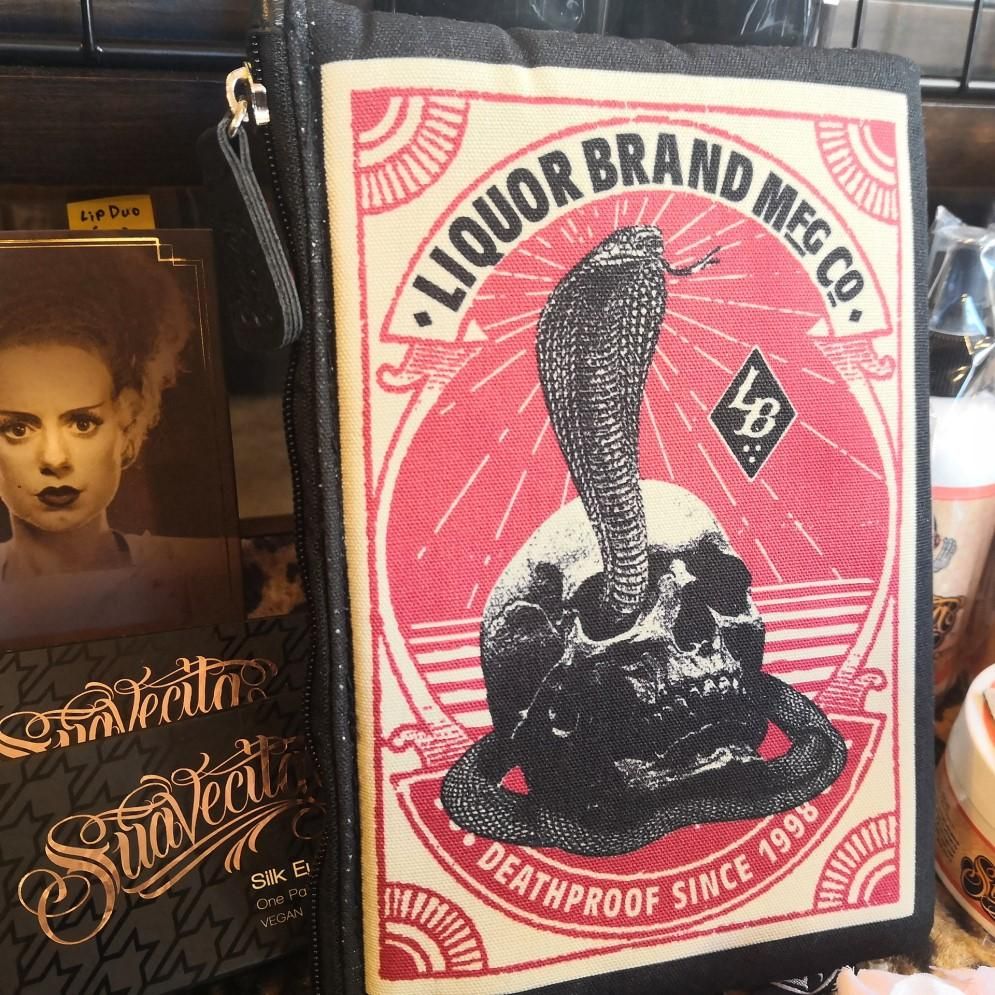 LIQUOR BRAND MFG CO
LB
DEATHPROOF SINCE 1998
Lip Duo
Suavecita
Suavecita
Silk
One
VEGAN